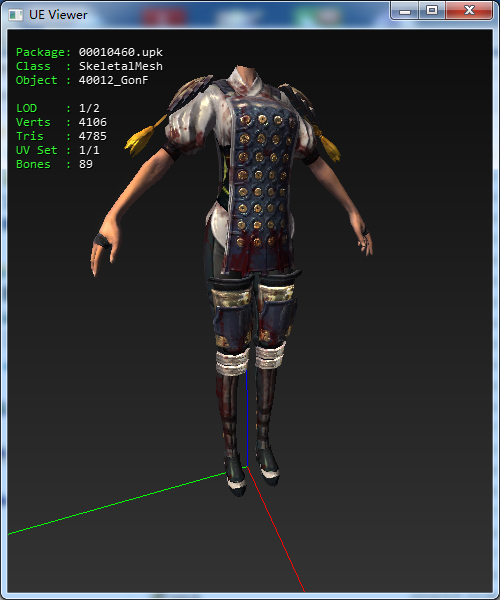 UE Viewer
Package: 00010460.upk
Class : SkeletalMesh
Object : 40012_GonF
LOD : 1/2
Verts : 4106
Tris : 4785
UV Set : 1/1
Bones : 89